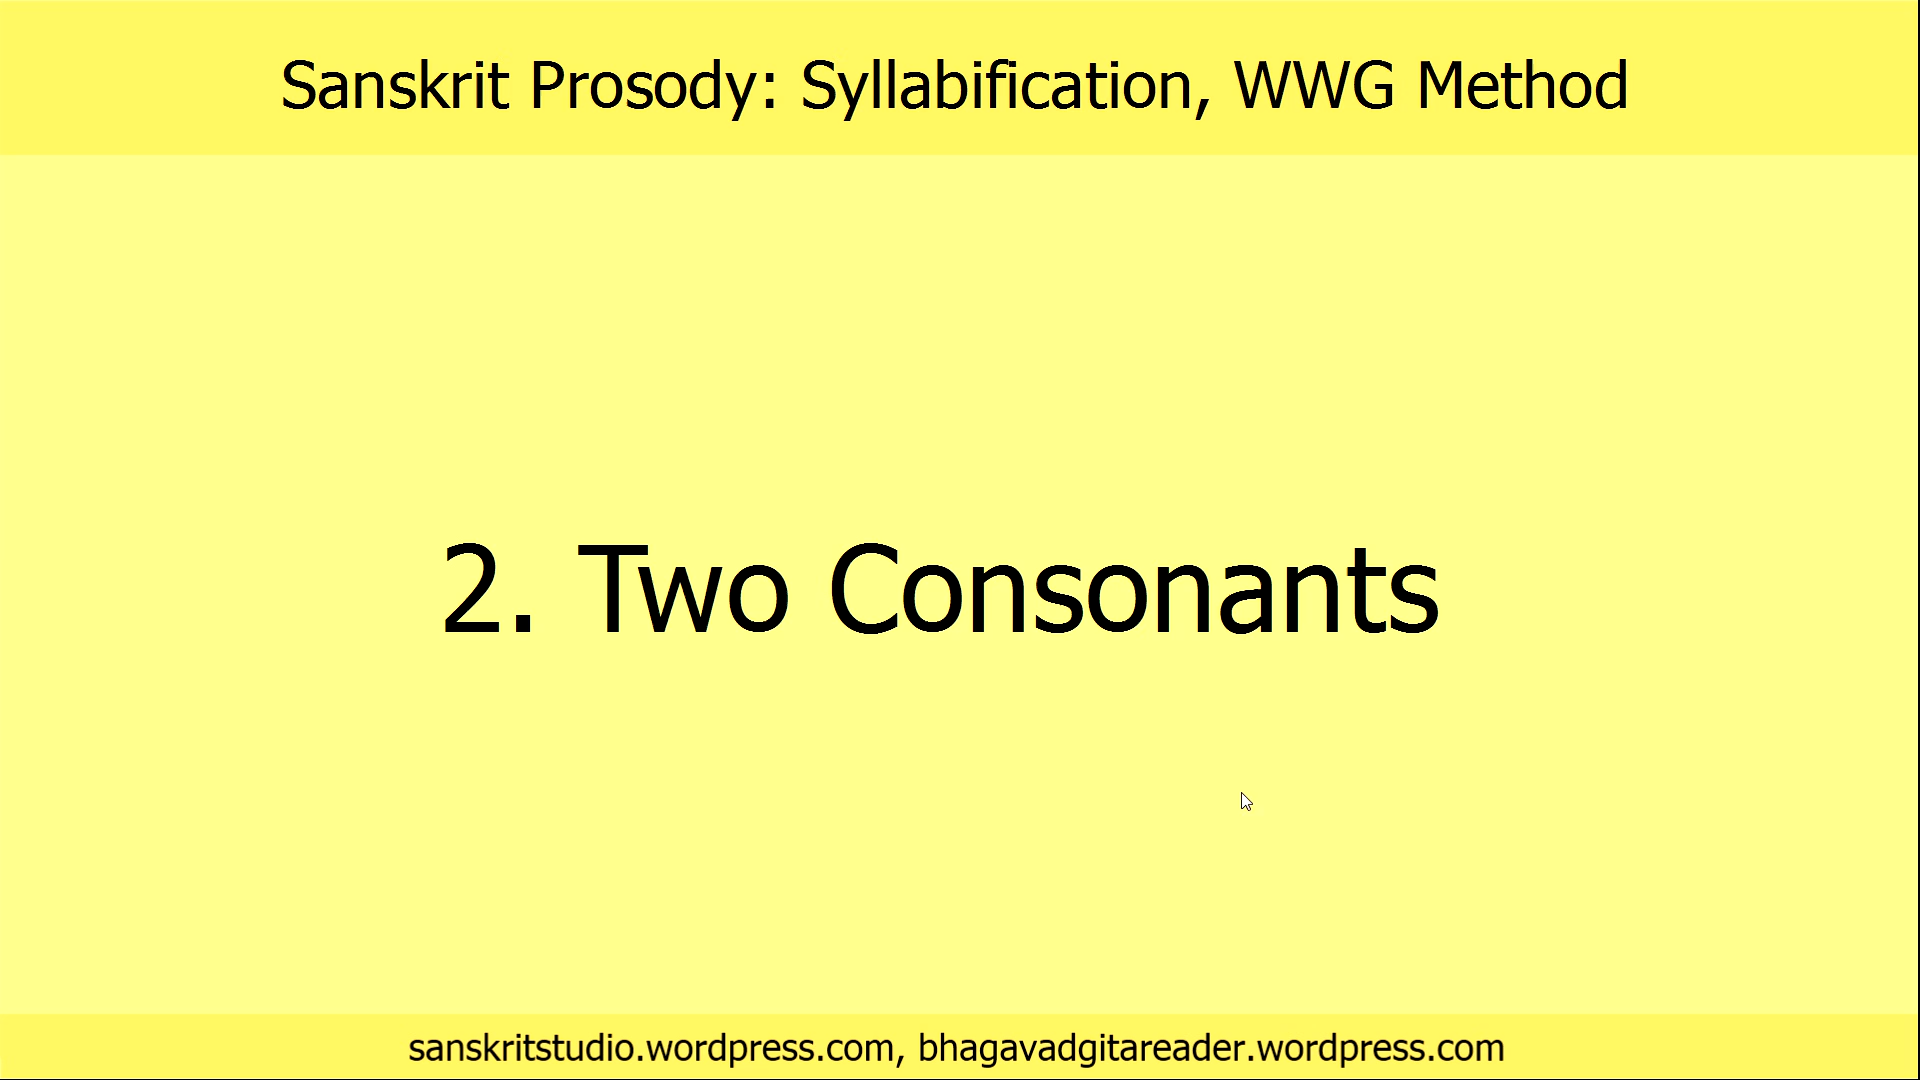 Sanskrit Prosody: Syllabification, WWG Method
2. Two Consonants
sanskritstudio.wordpress.com, bhagavadgitareader.wordpress.com